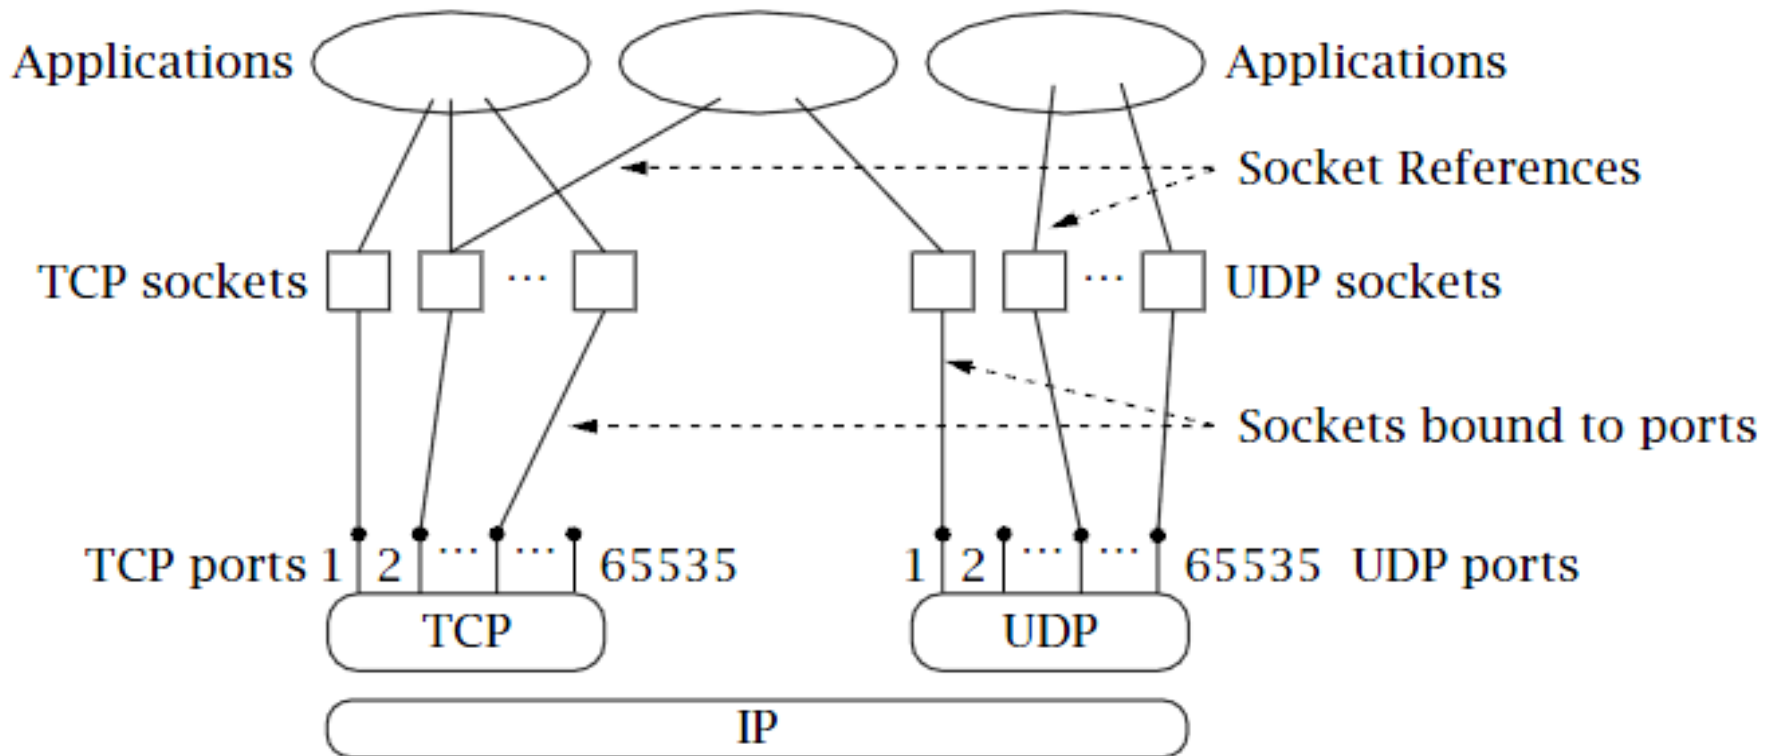 Applications Applications
Socket References
TCP sockets ... ... UDP sockets
Sockets bound to ports
TCP ports 1 2 ... ... 65535 1 2 ... ... 65535 UDP ports
TCP UDP
IP